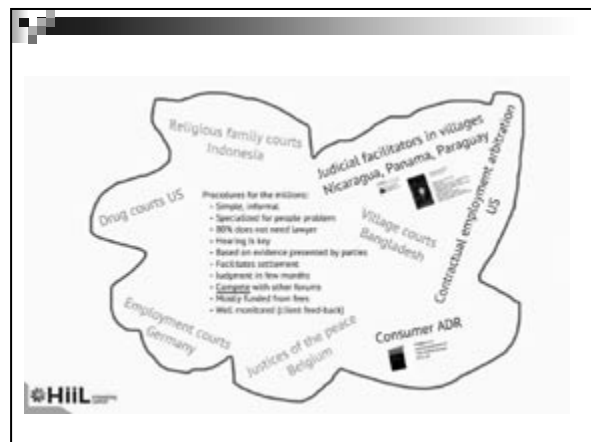 Religious family courts
Indonesia
Judicial facilitators in villages
Nicaragua, Panama, Paraguay
Contractual employment arbitration
US
Drug courts US
Procedures for the millions:
- Simple, informal
- Specialized for people problem
- 80% does not need lawyer
- Hearing is key
- Based on evidence presented by parties
- Facilitates settlement
- Judgment in few months
- Compete with other forums
- Mostly funded from fees
- Well monitored (client feed-back)
Village courts
Bangladesh
Employment courts
Germany
Justices of the peace
Belgium
Consumer ADR
HiiL